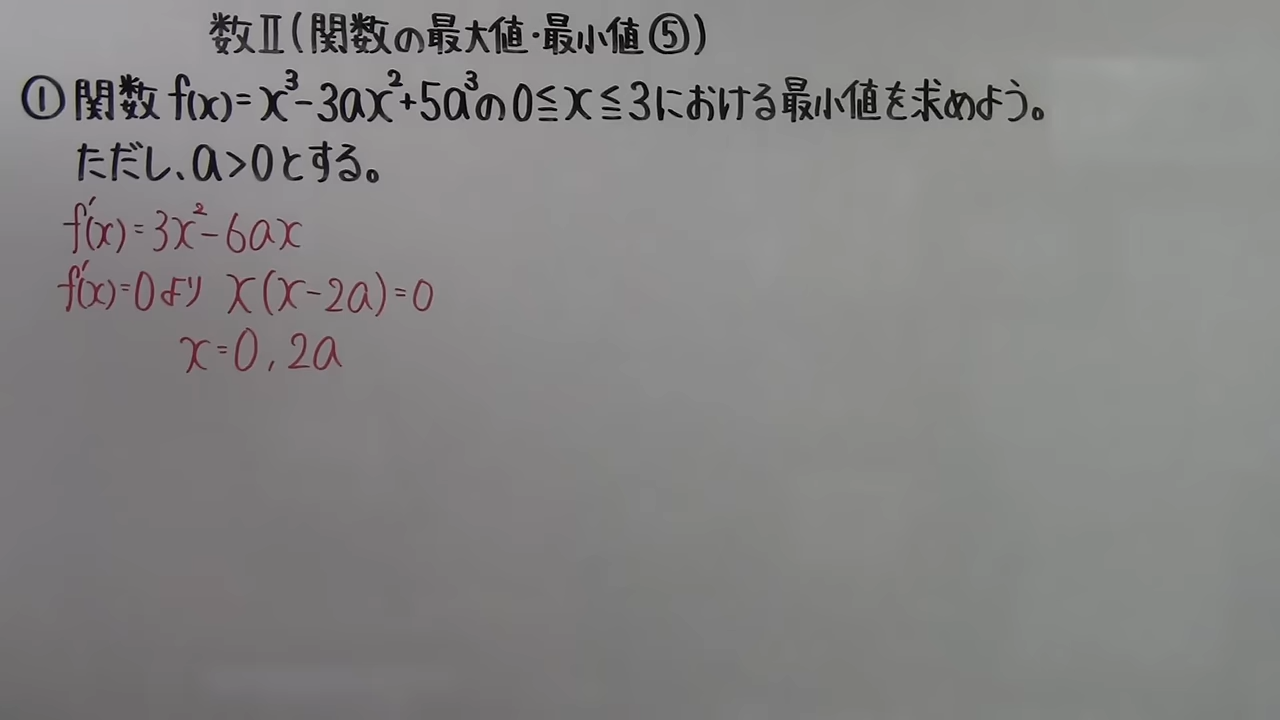 数Ⅱ(関数の最大値・最小値⑤)
①関数 f(x)=x³-3ax²+5a³の0≦x≦3における最小値を求めよう。
ただし、a>0とする。
f'(x)=3x²-6ax
f'(x)=0より x(x-2a)=0
x=0,2a